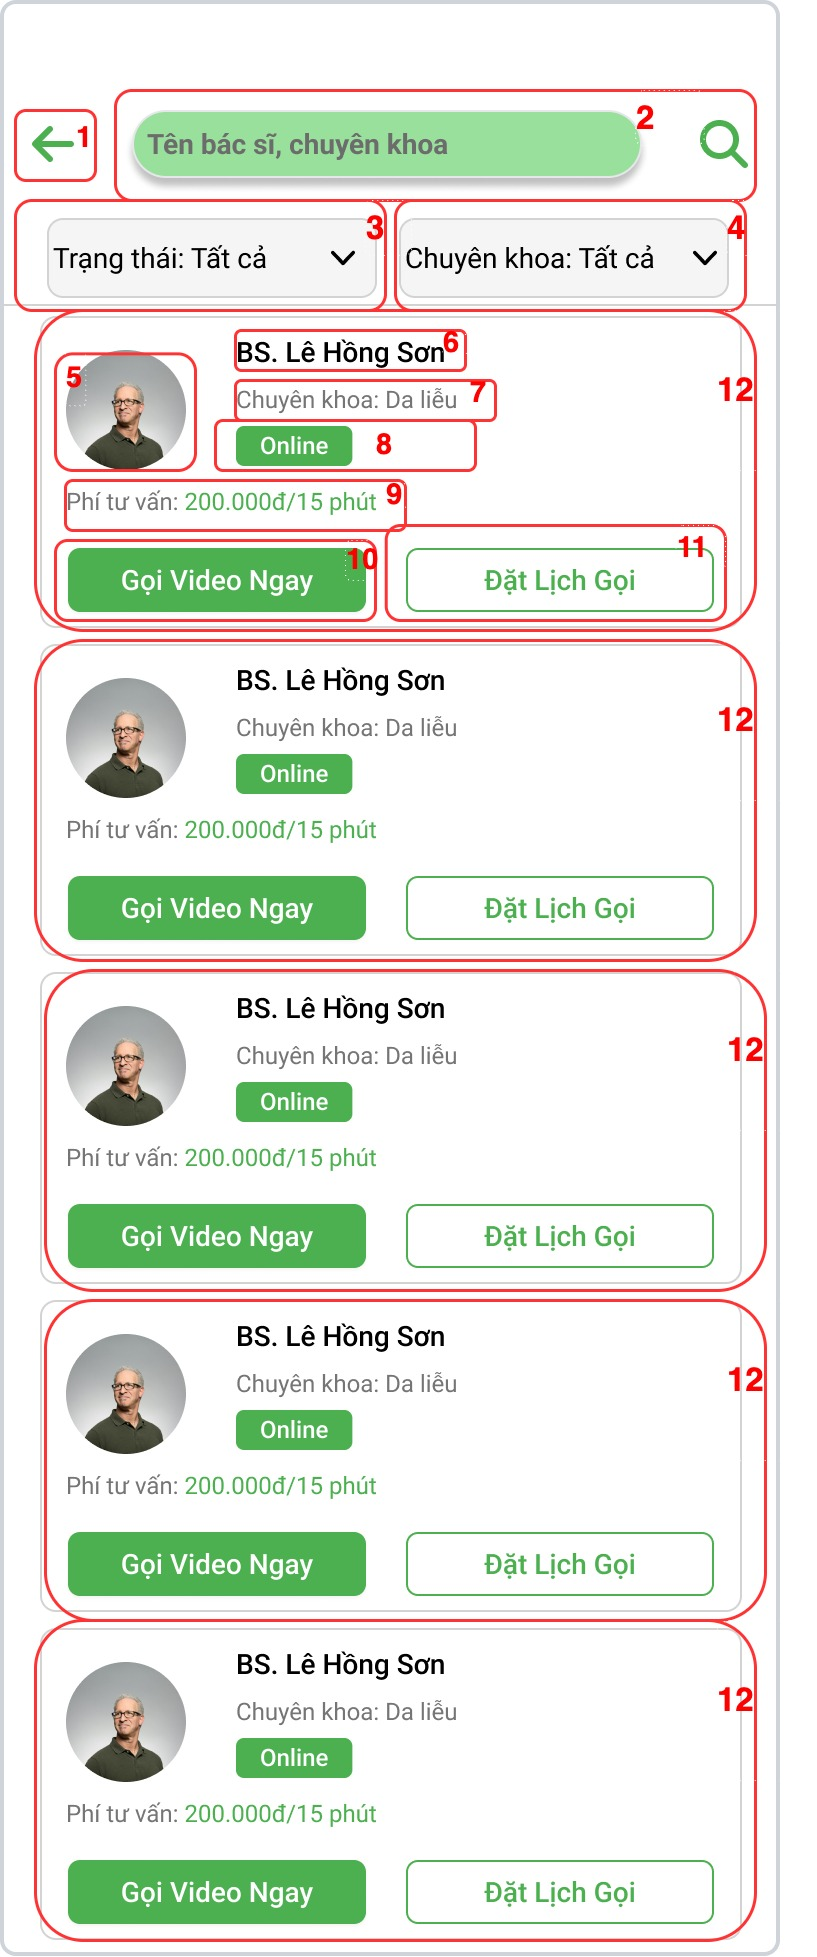 1
Tên bác sĩ, chuyên khoa
2
Trạng thái: Tất cả
3
Chuyên khoa: Tất cả
4
5
BS. Lê Hồng Sơn
6
Chuyên khoa: Da liễu
7
Online
8
12
Phí tư vấn: 200.000đ/15 phút
9
Gọi Video Ngay
10
Đặt Lịch Gọi
11
BS. Lê Hồng Sơn
12
Chuyên khoa: Da liễu
Online
Phí tư vấn: 200.000đ/15 phút
Gọi Video Ngay
Đặt Lịch Gọi
BS. Lê Hồng Sơn
12
Chuyên khoa: Da liễu
Online
Phí tư vấn: 200.000đ/15 phút
Gọi Video Ngay
Đặt Lịch Gọi
BS. Lê Hồng Sơn
12
Chuyên khoa: Da liễu
Online
Phí tư vấn: 200.000đ/15 phút
Gọi Video Ngay
Đặt Lịch Gọi
BS. Lê Hồng Sơn
12
Chuyên khoa: Da liễu
Online
Phí tư vấn: 200.000đ/15 phút
Gọi Video Ngay
Đặt Lịch Gọi